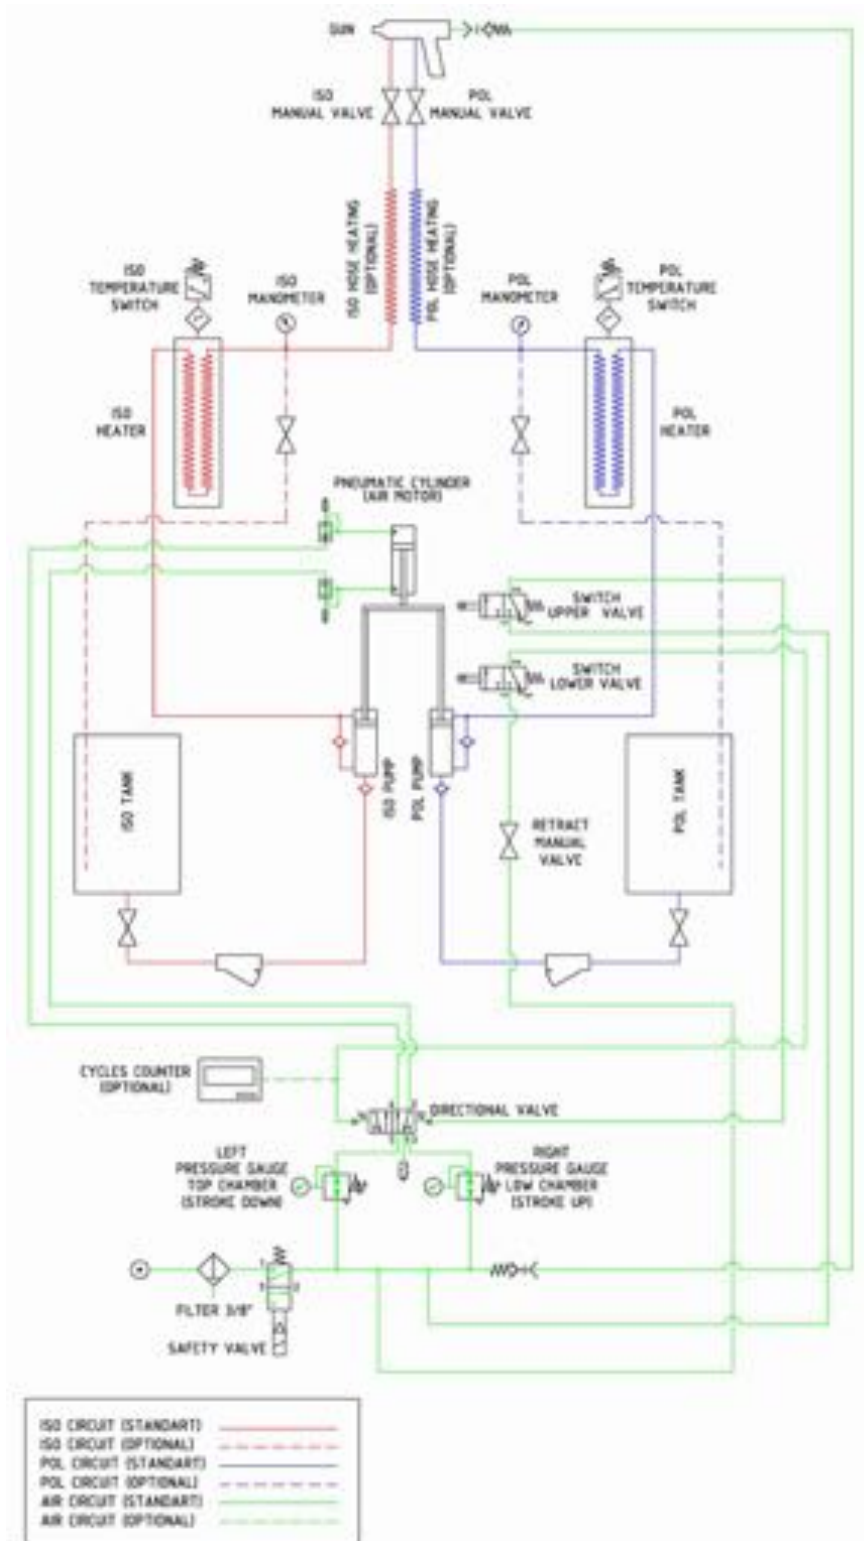 GUN
ISO
MANUAL VALVE
POL
MANUAL VALVE
ISO HOSE HEATING
(OPTIONAL)
POL HOSE HEATING
(OPTIONAL)
ISO
TEMPERATURE
SWITCH
ISO
MANOMETER
POL
MANOMETER
POL
TEMPERATURE
SWITCH
ISO
HEATER
POL
HEATER
PNEUMATIC CYLINDER
(AIR MOTOR)
SWITCH
UPPER VALVE
SWITCH
LOWER VALVE
ISO TANK
ISO PUMP
POL PUMP
RETRACT
MANUAL
VALVE
POL TANK
CYCLES COUNTER
(OPTIONAL)
DIRECTIONAL VALVE
LEFT
PRESSURE GAUGE
TOP CHAMBER
(STROKE DOWN)
RIGHT
PRESSURE GAUGE
LOW CHAMBER
(STROKE UP)
FILTER 3/8"
SAFETY VALVE
ISO CIRCUIT (STANDART)
ISO CIRCUIT (OPTIONAL)
POL CIRCUIT (STANDART)
POL CIRCUIT (OPTIONAL)
AIR CIRCUIT (STANDART)
AIR CIRCUIT (OPTIONAL)